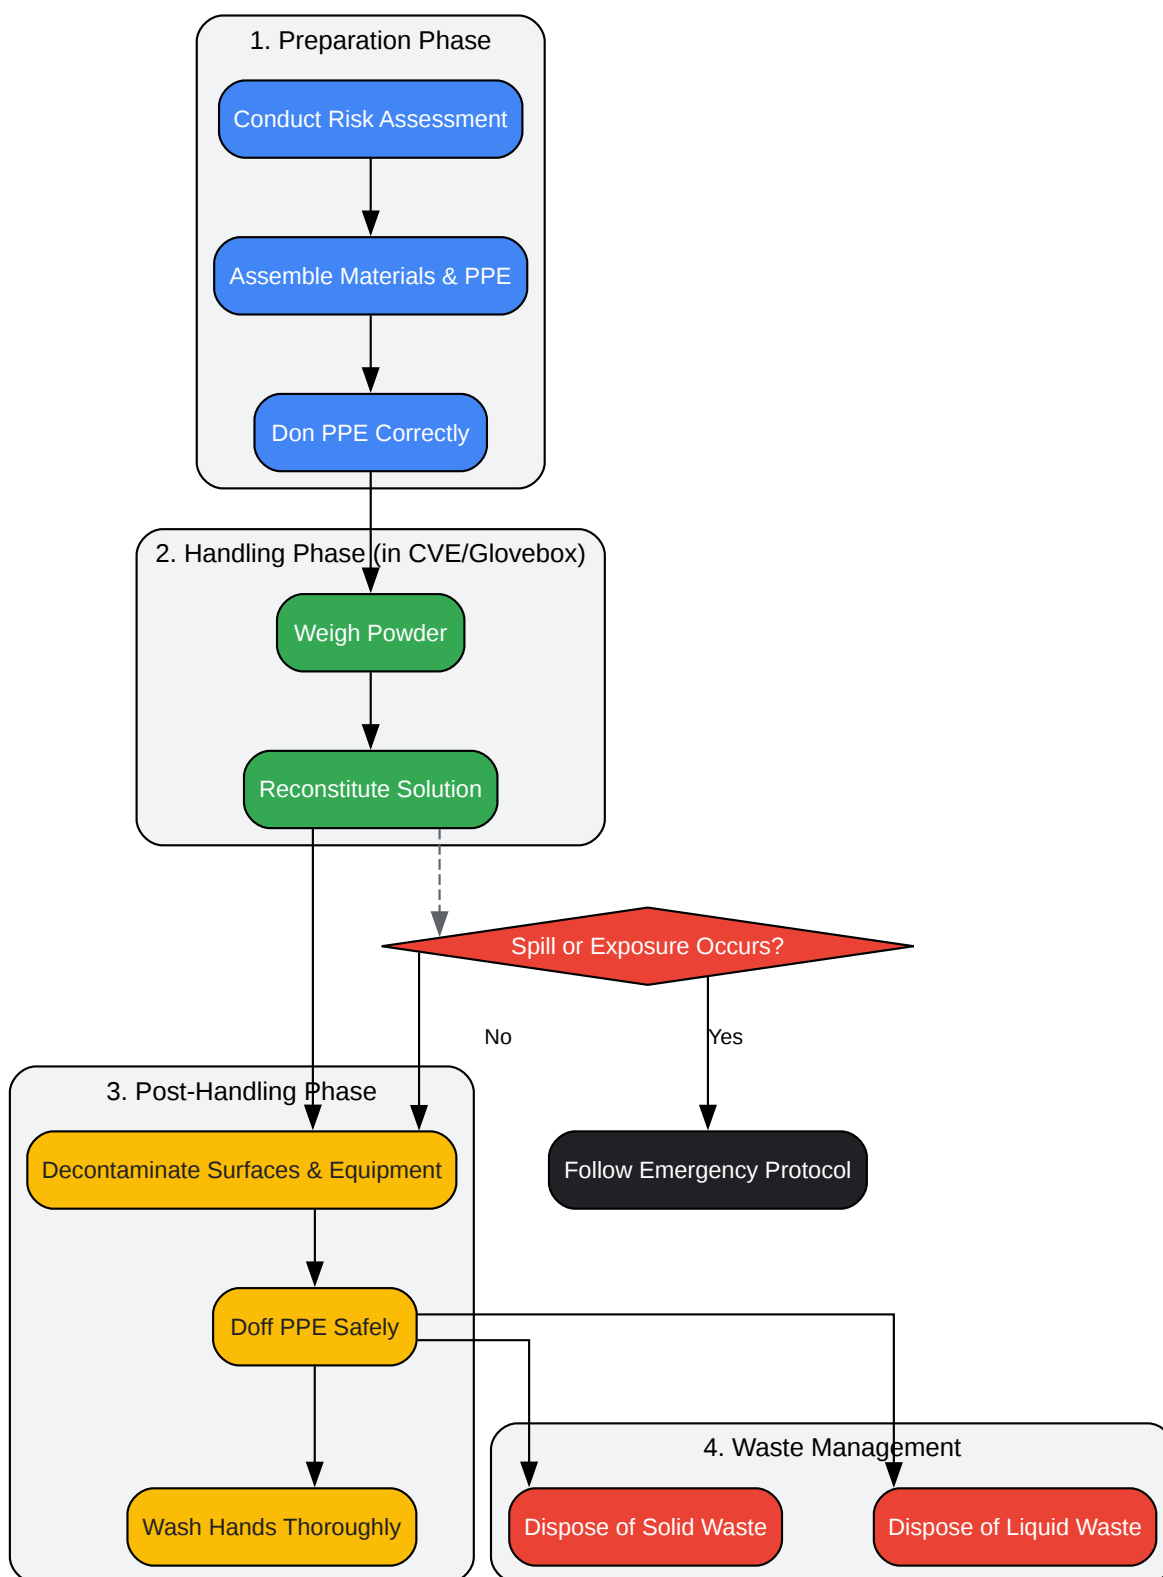 1. Preparation Phase
Conduct Risk Assessment
Assemble Materials & PPE
Don PPE Correctly
2. Handling Phase (in CVE/Glovebox)
Weigh Powder
Reconstitute Solution
Spill or Exposure Occurs?
No
Yes
3. Post-Handling Phase
Decontaminate Surfaces & Equipment
Follow Emergency Protocol
Doff PPE Safely
4. Waste Management
Wash Hands Thoroughly
Dispose of Solid Waste
Dispose of Liquid Waste